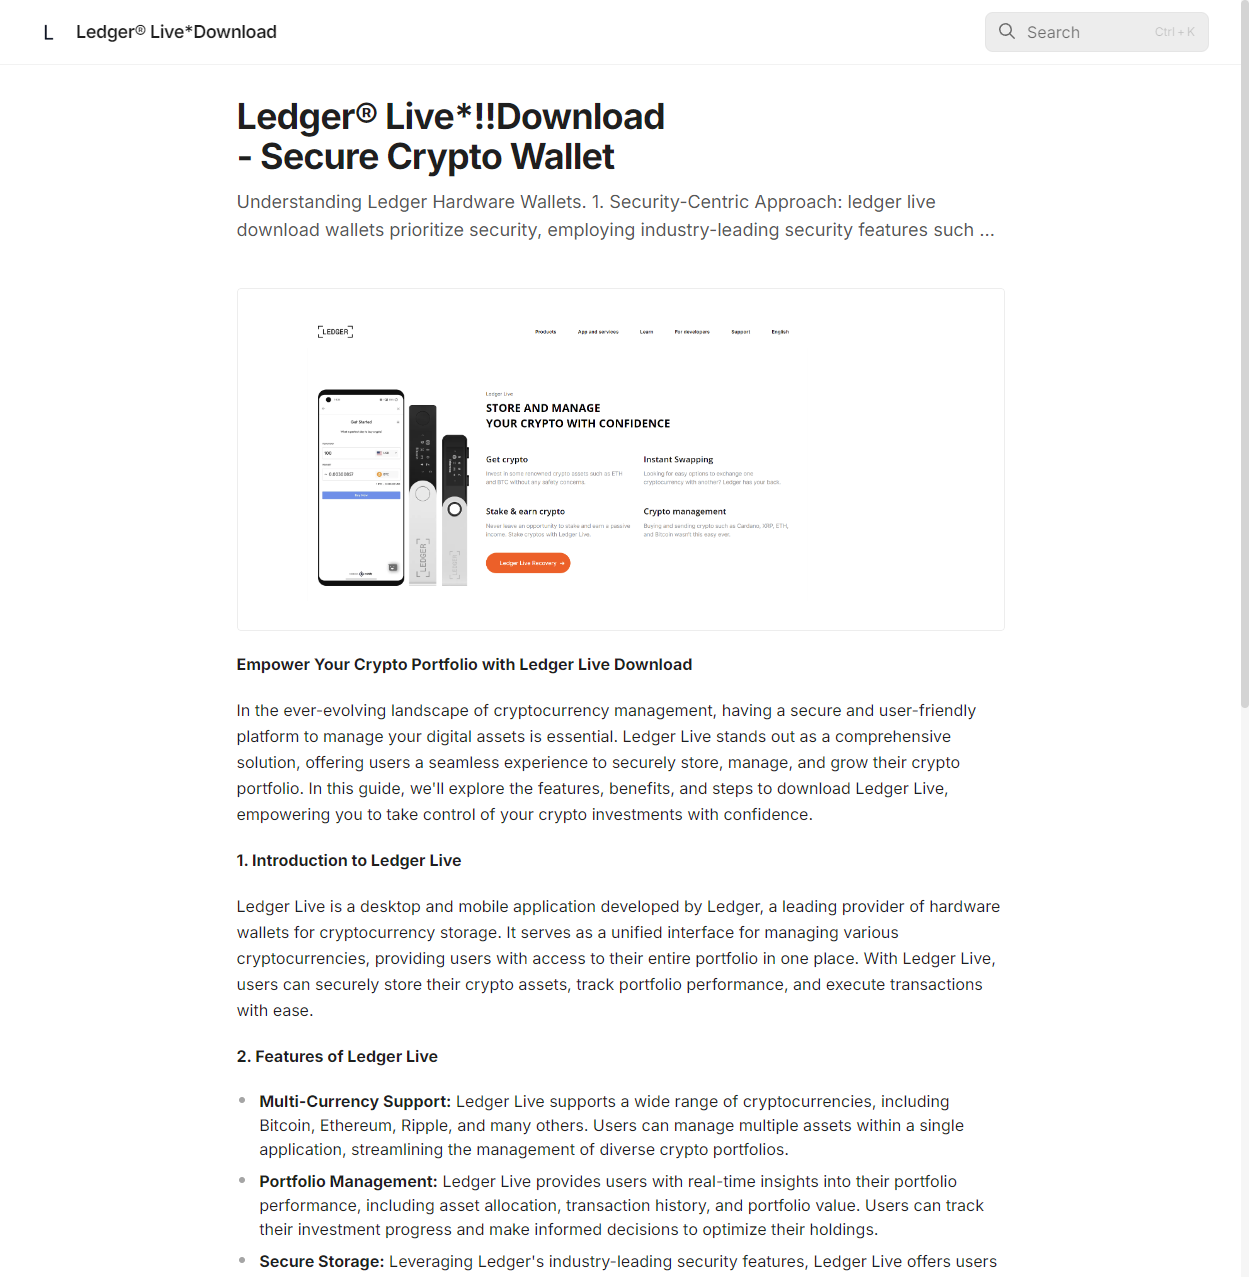 L Ledger® Live*Download
Search Ctrl + K
Ledger® Live*!!Download
- Secure Crypto Wallet
Understanding Ledger Hardware Wallets. 1. Security-Centric Approach: ledger live
download wallets prioritize security, employing industry-leading security features such ...
LEDGER Products App and services Learn For developers Support English
Ledger Live
STORE AND MANAGE
YOUR CRYPTO WITH CONFIDENCE
Get Started
Get crypto
Invest in some renowned crypto assets such as ETH
and BTC without any safety concerns.
Instant Swapping
Looking for easy options to exchange one
cryptocurrency with another? Ledger has your back.
Stake & earn crypto
Never leave an opportunity to stake and earn a passive
income. Stake cryptos with Ledger Live.
Crypto management
Buying and sending crypto such as Cardano, XRP, ETH,
and Bitcoin wasn't this easy ever.
Ledger Live Recovery →
LEDGER
LEDGER
Empower Your Crypto Portfolio with Ledger Live Download
In the ever-evolving landscape of cryptocurrency management, having a secure and user-friendly
platform to manage your digital assets is essential. Ledger Live stands out as a comprehensive
solution, offering users a seamless experience to securely store, manage, and grow their crypto
portfolio. In this guide, we'll explore the features, benefits, and steps to download Ledger Live,
empowering you to take control of your crypto investments with confidence.
1. Introduction to Ledger Live
Ledger Live is a desktop and mobile application developed by Ledger, a leading provider of hardware
wallets for cryptocurrency storage. It serves as a unified interface for managing various
cryptocurrencies, providing users with access to their entire portfolio in one place. With Ledger Live,
users can securely store their crypto assets, track portfolio performance, and execute transactions
with ease.
2. Features of Ledger Live
Multi-Currency Support: Ledger Live supports a wide range of cryptocurrencies, including
Bitcoin, Ethereum, Ripple, and many others. Users can manage multiple assets within a single
application, streamlining the management of diverse crypto portfolios.
Portfolio Management: Ledger Live provides users with real-time insights into their portfolio
performance, including asset allocation, transaction history, and portfolio value. Users can track
their investment progress and make informed decisions to optimize their holdings.
Secure Storage: Leveraging Ledger's industry-leading security features, Ledger Live offers users